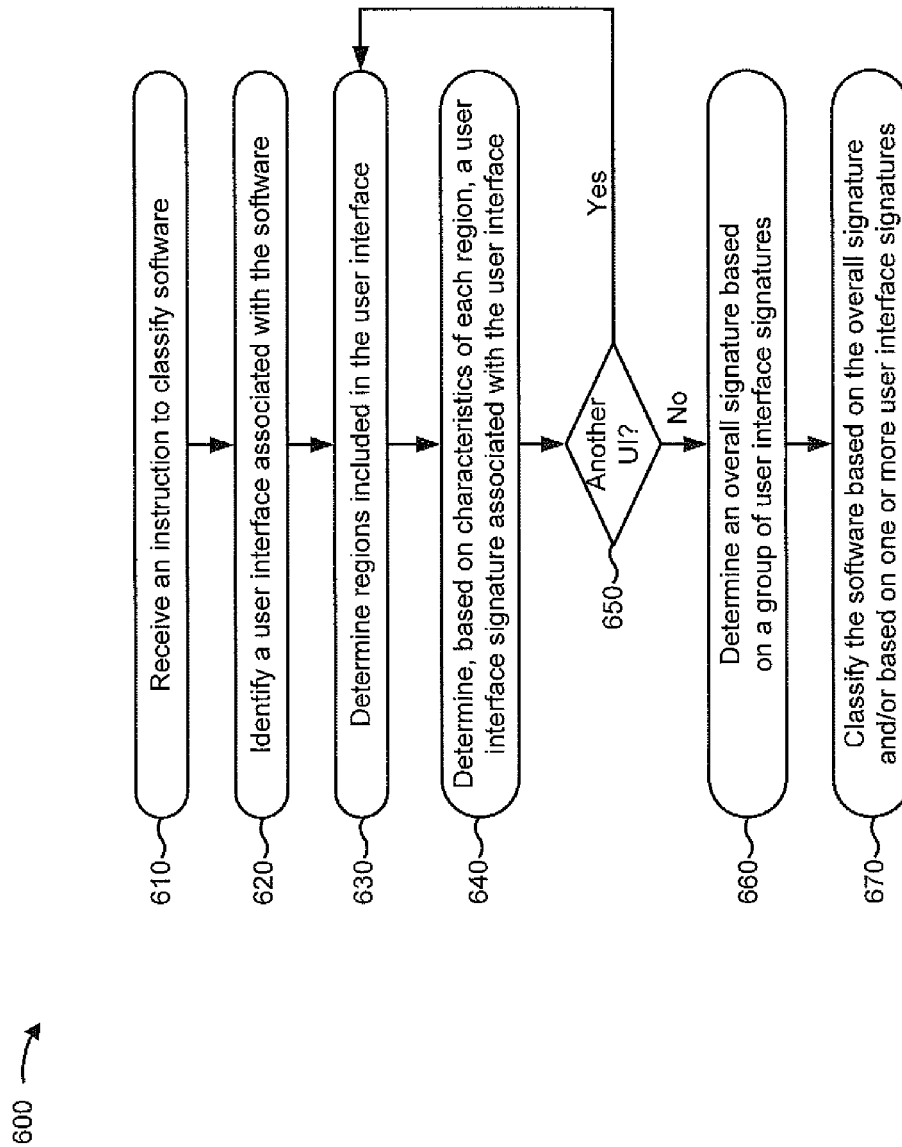 600
610
Receive an instruction to classify software
620
Identify a user interface associated with the software
630
Determine regions included in the user interface
640
Determine, based on characteristics of each region, a user
interface signature associated with the user interface
650
Another
UI?
Yes
No
660
Determine an overall signature based
on a group of user interface signatures
670
Classify the software based on the overall signature
and/or based on one or more user interface signatures